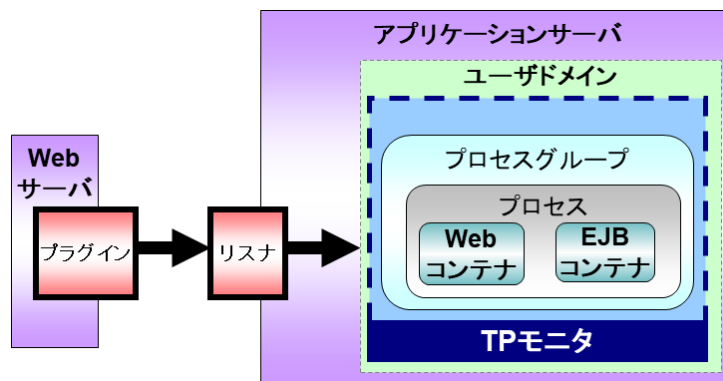 アプリケーションサーバ
ユーザドメイン
Web
サーバ
プロセスグループ
プロセス
プラグイン
リスナ
Web
コンテナ
EJB
コンテナ
TPモニタ